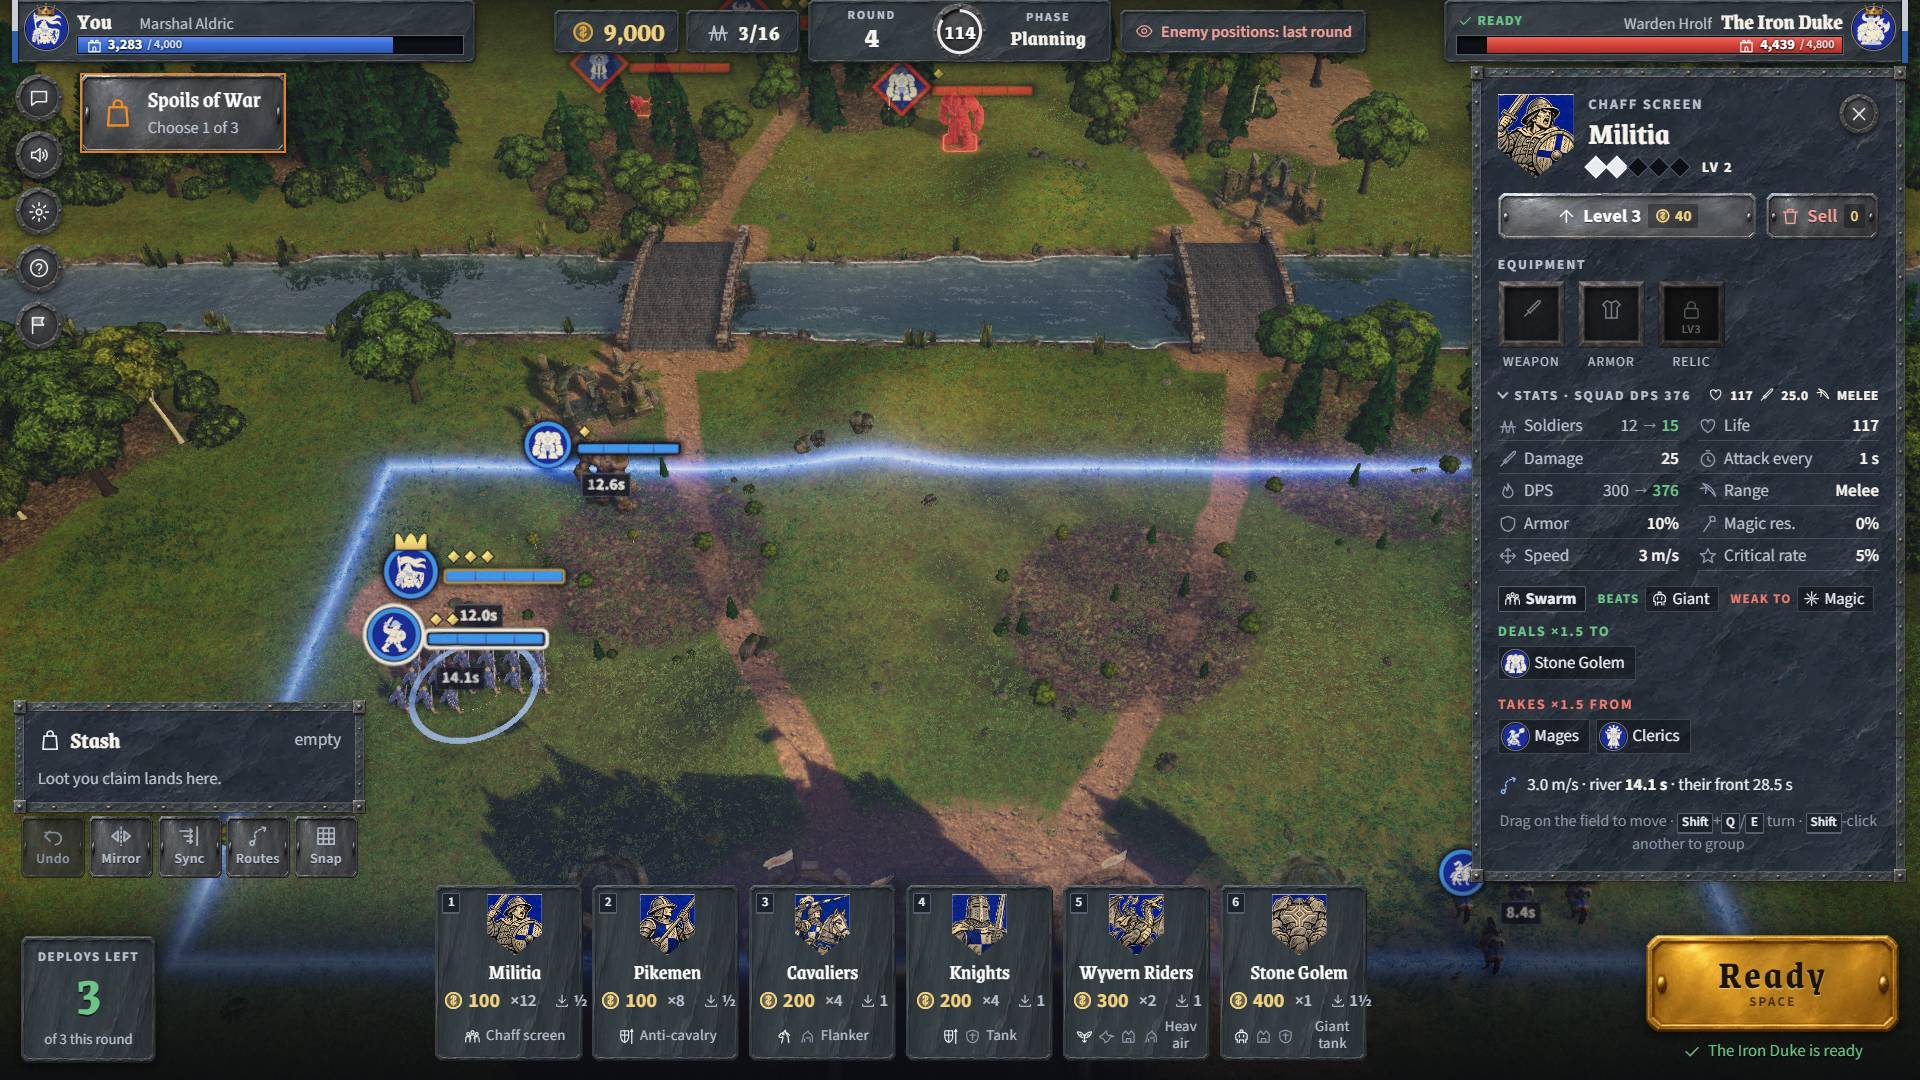 You
Marshal Aldric
3,283 / 4,000
9,000
3/16
ROUND
4
114
PHASE
Planning
Enemy positions: last round
READY
Warden Hrolf
The Iron Duke
4,439 / 4,800
Spoils of War
Choose 1 of 3
CHAFF SCREEN
Militia
LV 2
Level 3
40
Sell
0
EQUIPMENT
LV3
WEAPON
ARMOR
RELIC
STATS · SQUAD DPS 376
117
25.0
MELEE
Soldiers
12 → 15
Life
117
Damage
25
Attack every
1 s
DPS
300 → 376
Range
Melee
Armor
10%
Magic res.
0%
Speed
3 m/s
Critical rate
5%
Swarm
BEATS
Giant
WEAK TO
Magic
DEALS ×1.5 TO
Stone Golem
TAKES ×1.5 FROM
Mages
Clerics
3.0 m/s · river 14.1 s · their front 28.5 s
Drag on the field to move · Shift+Q/E turn · Shift-click
another to group
12.6s
12.0s
14.1s
8.4s
Stash
empty
Loot you claim lands here.
Undo
Mirror
Sync
Routes
Snap
DEPLOYS LEFT
3
of 3 this round
1
Militia
100
×12
½
Chaff screen
2
Pikemen
100
×8
½
Anti-cavalry
3
Cavaliers
200
×4
1
Flanker
4
Knights
200
×4
1
Tank
5
Wyvern Riders
300
×2
1
Heav
air
6
Stone Golem
400
×1
1½
Giant
tank
Ready
SPACE
The Iron Duke is ready